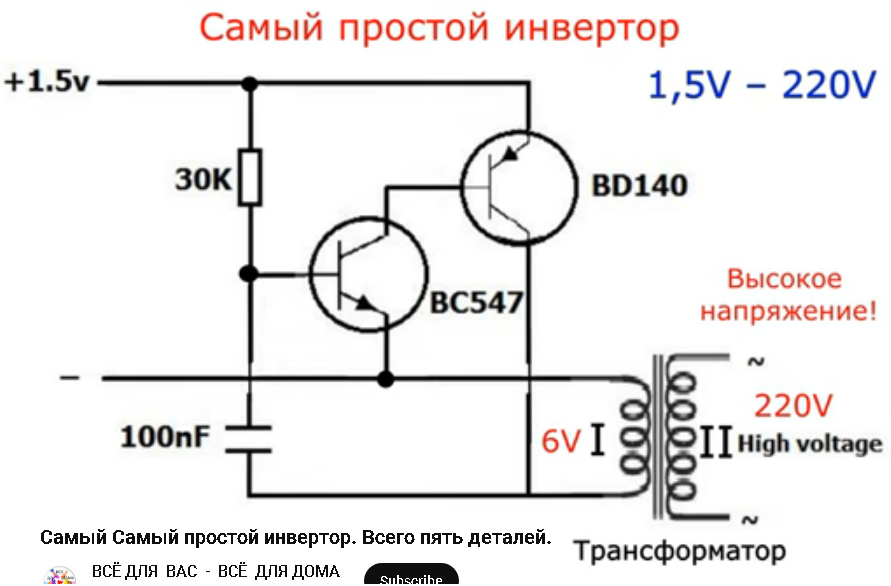 Самый простой инвертор
+1.5v
1,5V – 220V
30K
BD140
BC547
Высокое
напряжение!
–
~
100nF
6V I
220V
II High voltage
~
Самый Самый простой инвертор. Всего пять деталей.
Трансформатор
ВСЁ ДЛЯ ВАС - ВСЁ ДЛЯ ДОМА
Subscribe